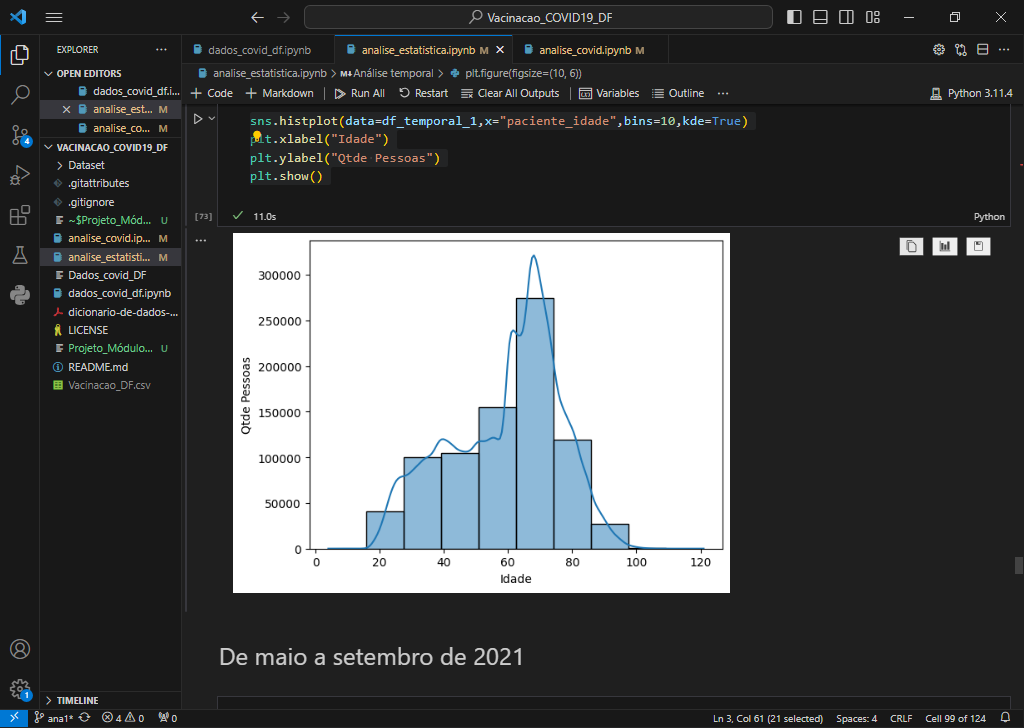 Vacinacao_COVID19_DF
EXPLORER
OPEN EDITORS
dados_covid_df.i...
analise_est... M
analise_co... M
VACINACAO_COVID19_DF
Dataset
.gitattributes
.gitignore
~$Projeto_Mód... U
analise_covid.ip... M
analise_estatisti... M
Dados_covid_DF
dados_covid_df.ipynb
dicionario-de-dados-...
LICENSE
Projeto_Módulo... U
README.md
Vacinacao_DF.csv
TIMELINE
dados_covid_df.ipynb
analise_estatistica.ipynb M
analise_covid.ipynb M
analise_estatistica.ipynb > M↓Análise temporal > plt.figure(figsize=(10, 6))
Code
Markdown
Run All
Restart
Clear All Outputs
Variables
Outline
Python 3.11.4
sns.histplot(data=df_temporal_1,x="paciente_idade",bins=10,kde=True)
plt.xlabel("Idade")
plt.ylabel("Qtde Pessoas")
plt.show()
[73]
11.0s
Python
300000
250000
200000
150000
100000
50000
0
Qtde Pessoas
0 20 40 60 80 100 120
Idade
De maio a setembro de 2021
4
1
ana1*
4
0
0
Ln 3, Col 61 (21 selected)
Spaces: 4
CRLF
Cell 99 of 124